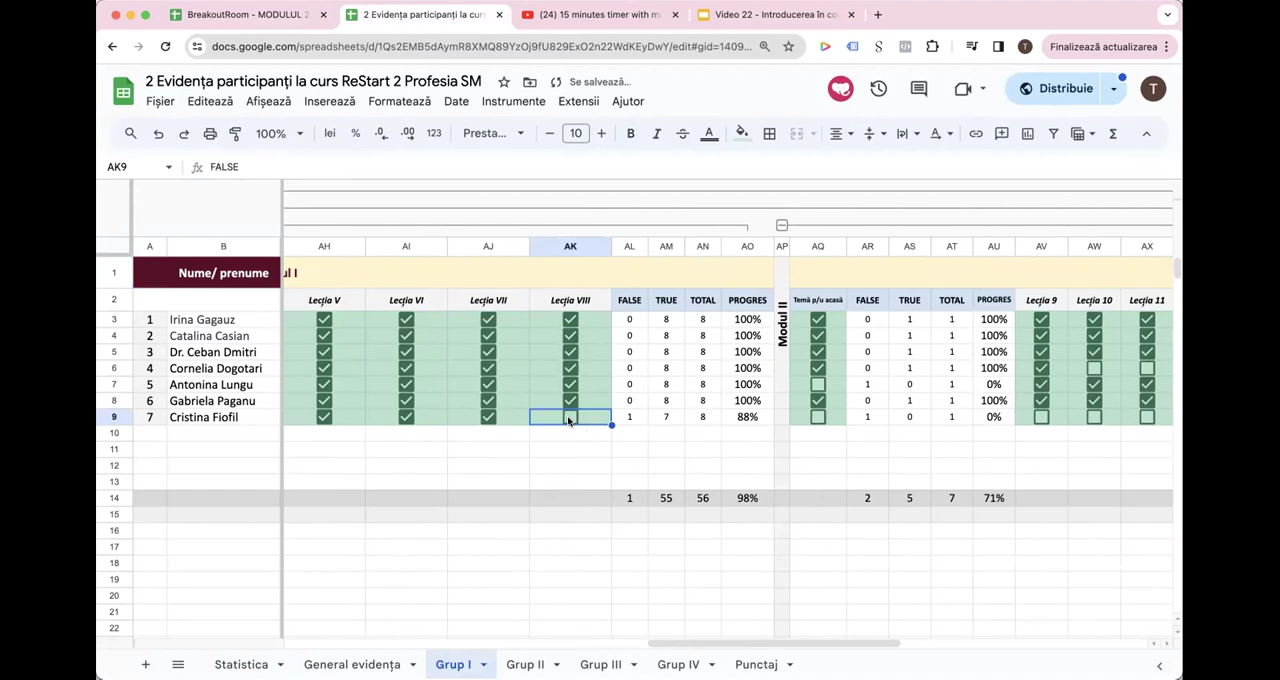 BreakoutRoom - MODULUL 2
2 Evidența participanți la curs
(24) 15 minutes timer with m
Video 22 - Introducerea în co
docs.google.com/spreadsheets/d/1Qs2EMB5dAymR8XMQ89YzOj9fU829ExO2n22WdKEyDwY/edit#gid=1409...
T
Finalizează actualizarea
2 Evidența participanți la curs ReStart 2 Profesia SM
Se salvează...
Fișier Editează Afișează Inserează Formatează Date Instrumente Extensii Ajutor
Distribuie
T
100% lei % .0 .00 123 Presta... 10 B I S A
AK9 fx FALSE
A B AH AI AJ AK AL AM AN AO AP AQ AR AS AT AU AV AW AX
1 Nume/ prenume ul I
2 Lecția V Lecția VI Lecția VII Lecția VIII FALSE TRUE TOTAL PROGRES Modul II Temă p/u acasă FALSE TRUE TOTAL PROGRES Lecție 9 Lecție 10 Lecție 11
3 1 Irina Gagauz 0 8 8 100% 0 1 1 100%
4 2 Catalina Casian 0 8 8 100% 0 1 1 100%
5 3 Dr. Ceban Dmitri 0 8 8 100% 0 1 1 100%
6 4 Cornelia Dogotari 0 8 8 100% 0 1 1 100%
7 5 Antonina Lungu 0 8 8 100% 1 0 1 0%
8 6 Gabriela Paganu 0 8 8 100% 0 1 1 100%
9 7 Cristina Fiofil 1 7 8 88% 1 0 1 0%
10
11
12
13
14 1 55 56 98% 2 5 7 71%
15
16
17
18
19
20
21
22
Statistica General evidența Grup I Grup II Grup III Grup IV Punctaj